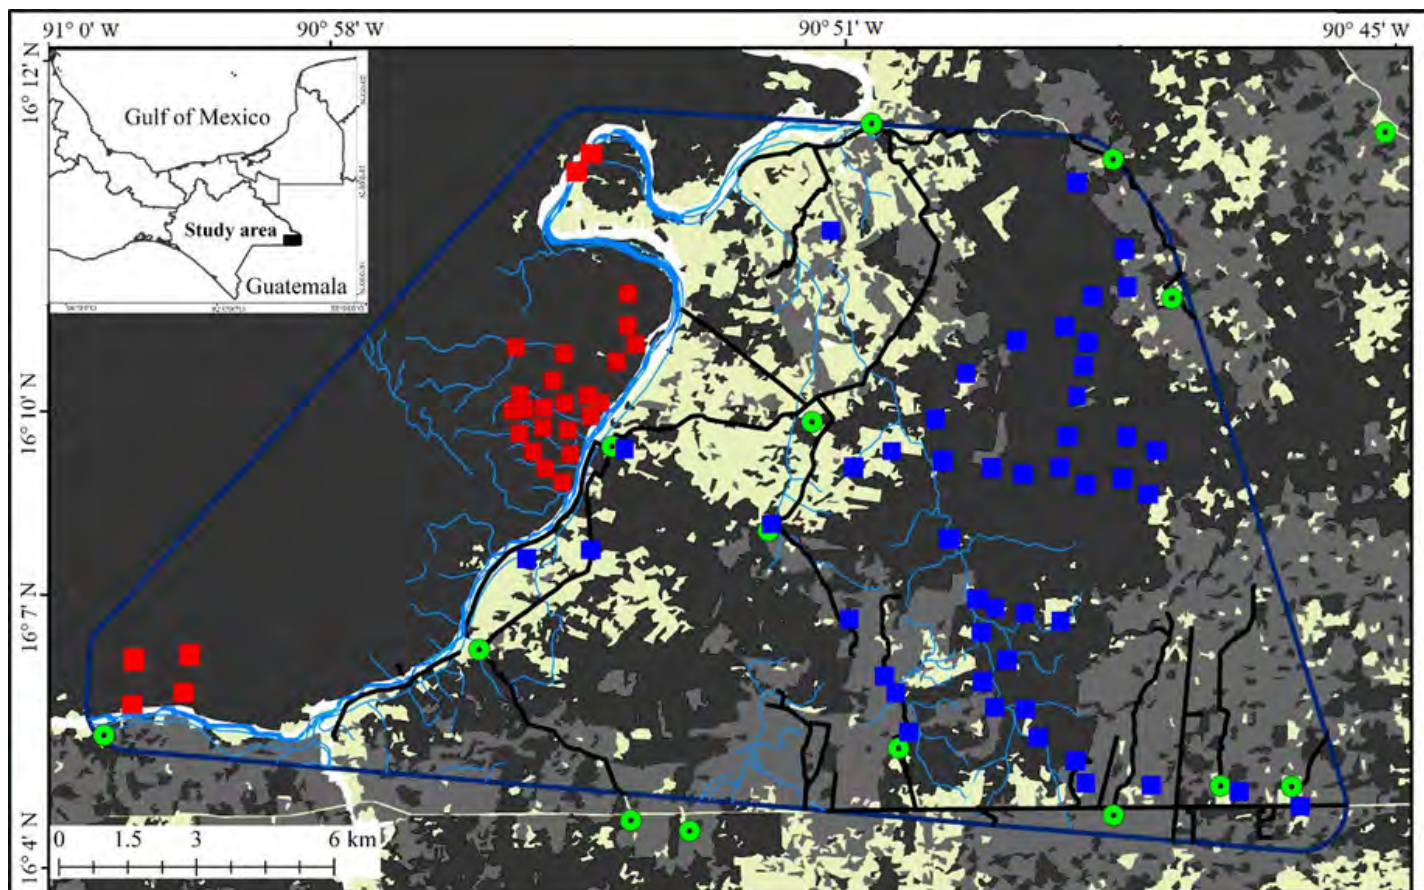 91° 0' W
90° 58' W
90° 51' W
90° 45' W
16° 12' N
Gulf of Mexico
Study area
Guatemala
16° 10' N
16° 7' N
16° 4' N
0 1.5 3 6 km